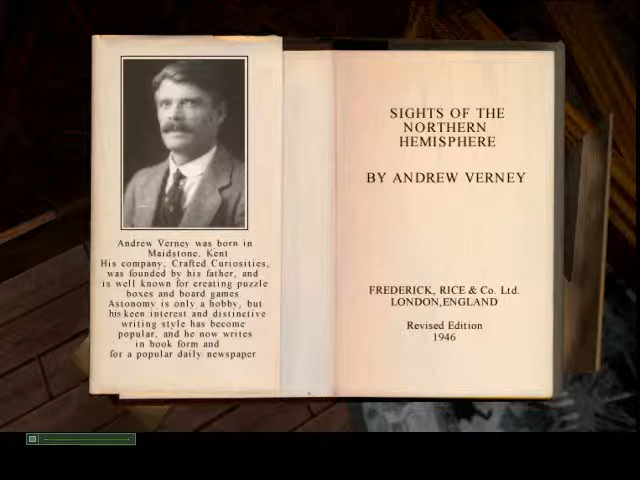 Andrew Verney was born in
Maidstone, Kent
His company, Crafted Curiosities,
was founded by his father, and
is well known for creating puzzle
boxes and board games
Astonomy is only a hobby, but
his keen interest and distinctive
writing style has become
popular, and he now writes
in book form and
for a popular daily newspaper
SIGHTS OF THE
NORTHERN
HEMISPHERE
BY ANDREW VERNEY
FREDERICK, RICE & Co. Ltd.
LONDON,ENGLAND
Revised Edition
1946